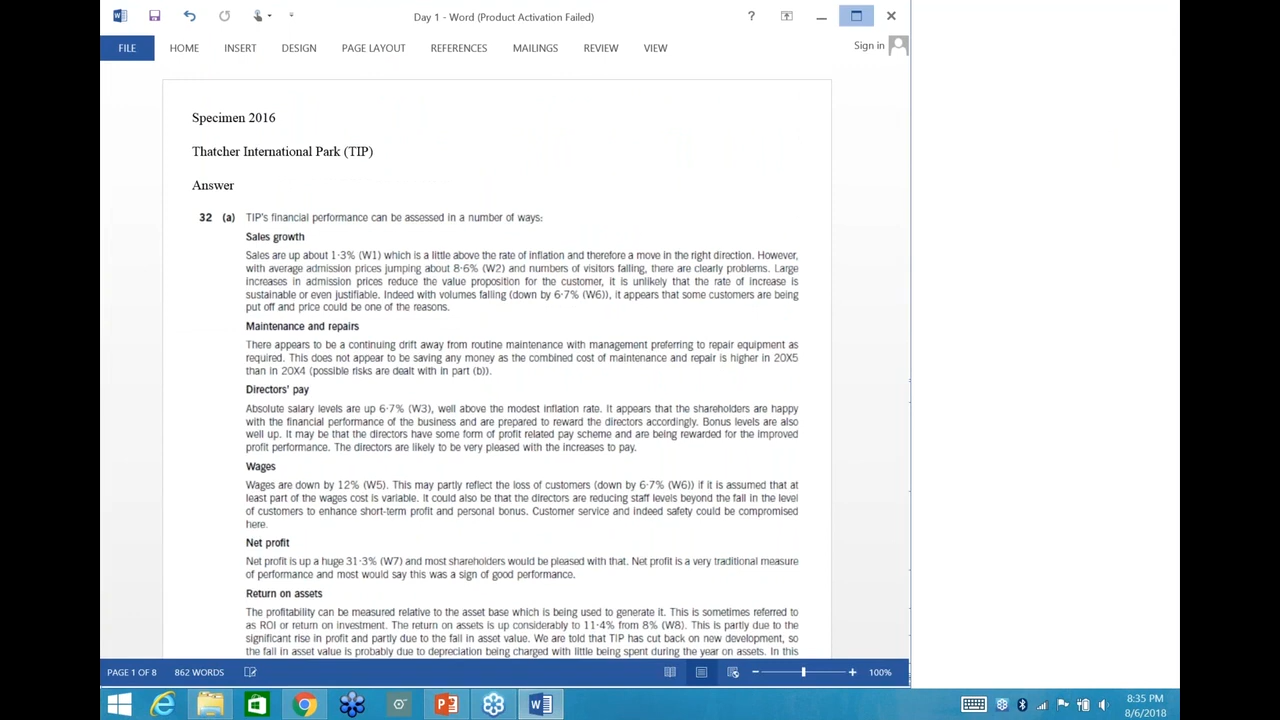 Day 1 - Word (Product Activation Failed)
?
FILE
HOME
INSERT
DESIGN
PAGE LAYOUT
REFERENCES
MAILINGS
REVIEW
VIEW
Sign in
Specimen 2016
Thatcher International Park (TIP)
Answer
32 (a) TIP's financial performance can be assessed in a number of ways:
Sales growth
Sales are up about 1·3% (W1) which is a little above the rate of inflation and therefore a move in the right direction. However,
with average admission prices jumping about 8·6% (W2) and numbers of visitors falling, there are clearly problems. Large
increases in admission prices reduce the value proposition for the customer, it is unlikely that the rate of increase is
sustainable or even justifiable. Indeed with volumes falling (down by 6·7% (W6)), it appears that some customers are being
put off and price could be one of the reasons.
Maintenance and repairs
There appears to be a continuing drift away from routine maintenance with management preferring to repair equipment as
required. This does not appear to be saving any money as the combined cost of maintenance and repair is higher in 20X5
than in 20X4 (possible risks are dealt with in part (b)).
Directors' pay
Absolute salary levels are up 6·7% (W3), well above the modest inflation rate. It appears that the shareholders are happy
with the financial performance of the business and are prepared to reward the directors accordingly. Bonus levels are also
well up. It may be that the directors have some form of profit related pay scheme and are being rewarded for the improved
profit performance. The directors are likely to be very pleased with the increases to pay.
Wages
Wages are down by 12% (W5). This may partly reflect the loss of customers (down by 6·7% (W6)) if it is assumed that at
least part of the wages cost is variable. It could also be that the directors are reducing staff levels beyond the fall in the level
of customers to enhance short-term profit and personal bonus. Customer service and indeed safety could be compromised
here.
Net profit
Net profit is up a huge 31·3% (W7) and most shareholders would be pleased with that. Net profit is a very traditional measure
of performance and most would say this was a sign of good performance.
Return on assets
The profitability can be measured relative to the asset base which is being used to generate it. This is sometimes referred to
as ROI or return on investment. The return on assets is up considerably to 11·4% from 8% (W8). This is partly due to the
significant rise in profit and partly due to the fall in asset value. We are told that TIP has cut back on new development, so
the fall in asset value is probably due to depreciation being charged with little being spent during the year on assets. In this
PAGE 1 OF 8
862 WORDS
100%
8:35 PM
8/6/2018